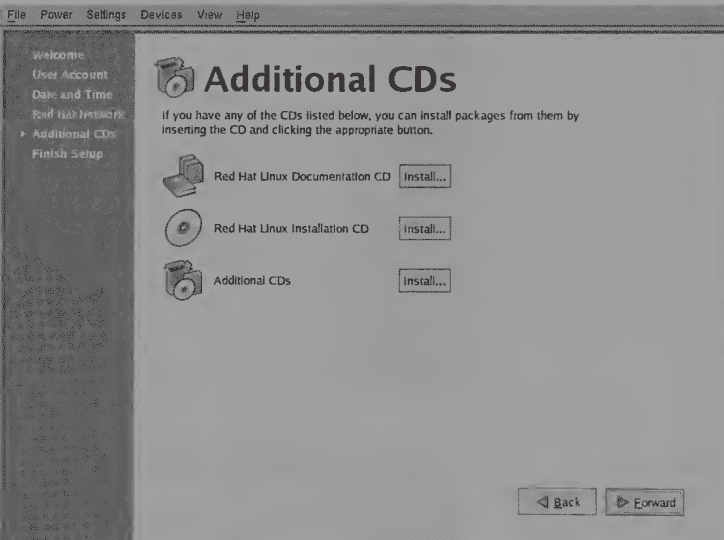 File Power Settings Devices View Help
Welcome
User Account
Date and Time
Red Hat Network
Additional CDs
Finish Setup
Additional CDs
If you have any of the CDs listed below, you can install packages from them by
inserting the CD and clicking the appropriate button.
Red Hat Linux Documentation CD Install...
Red Hat Linux Installation CD Install...
Additional CDs Install...
Back Forward